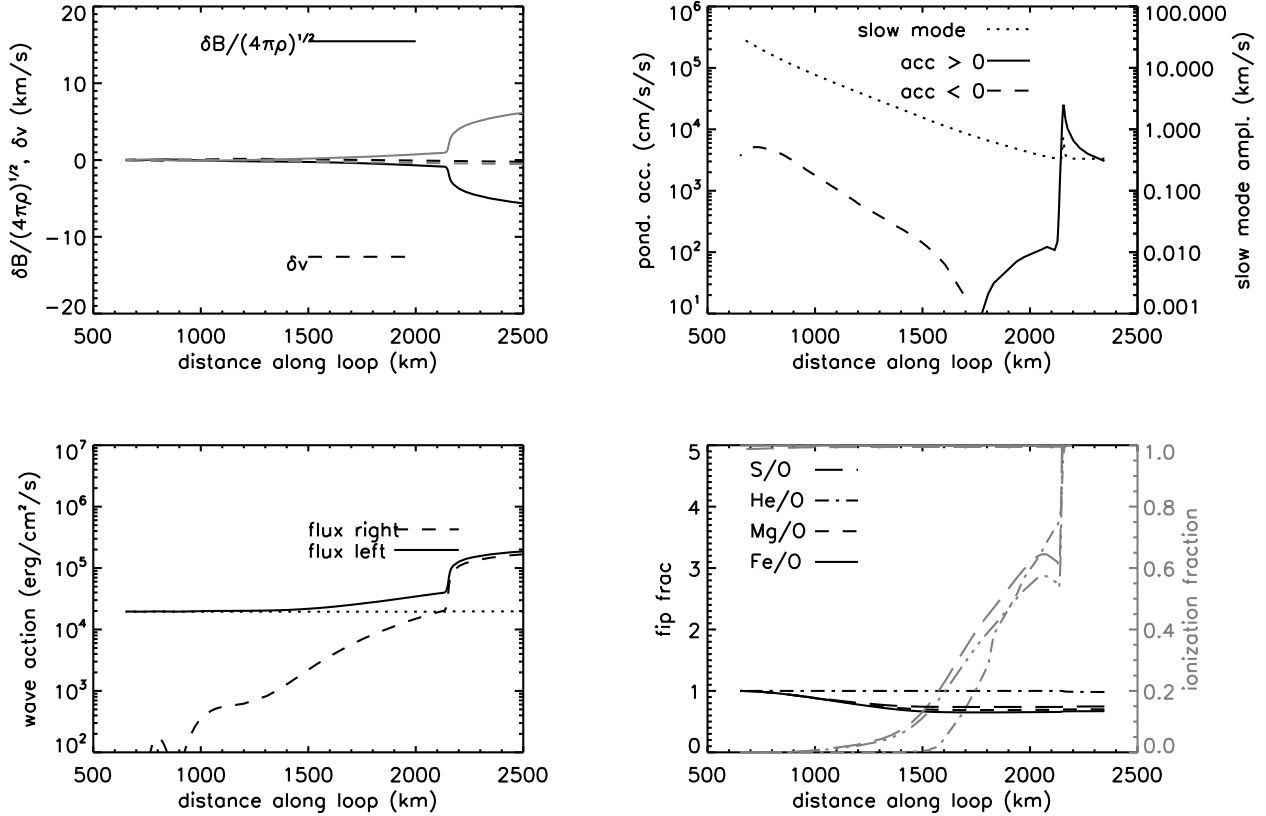 δB/(4πρ)^1/2, δv (km/s)
20
10
0
−10
−20
δB/(4πρ)^1/2
δv
500 1000 1500 2000 2500
distance along loop (km)
pond. acc. (cm/s/s)
10^6
10^5
10^4
10^3
10^2
10^1
slow mode
acc > 0
acc < 0
500 1000 1500 2000 2500
distance along loop (km)
100.000
10.000
1.000
0.100
0.010
0.001
slow mode ampl. (km/s)
wave action (erg/cm²/s)
10^7
10^6
10^5
10^4
10^3
10^2
flux right
flux left
500 1000 1500 2000 2500
distance along loop (km)
fip frac
5
4
3
2
1
0
S/O
He/O
Mg/O
Fe/O
500 1000 1500 2000 2500
distance along loop (km)
1.0
0.8
0.6
0.4
0.2
0.0
ionization fraction